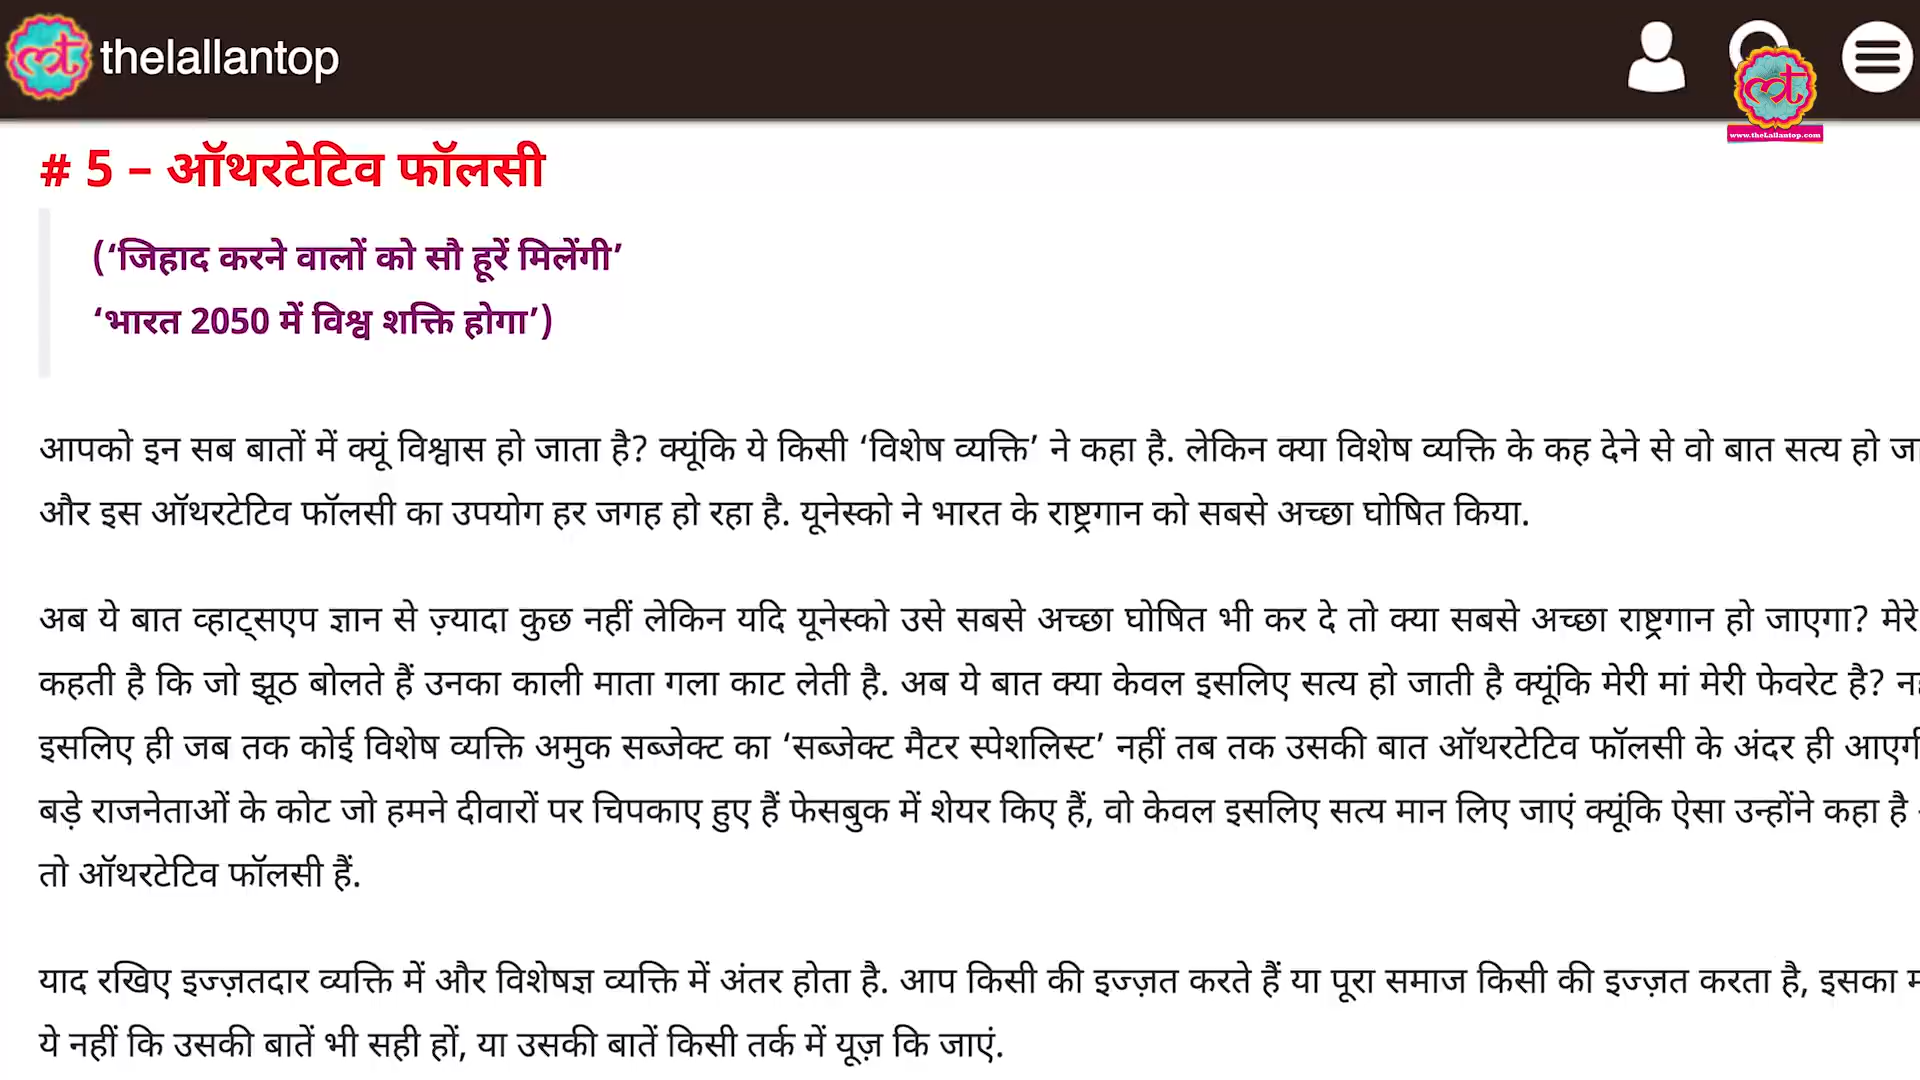 thelallantop
www.theLallantop.com
# 5 – ऑथरटेटिव फॉलसी
(‘जिहाद करने वालों को सौ हूरें मिलेंगी’
‘भारत 2050 में विश्व शक्ति होगा’)
आपको इन सब बातों में क्यूं विश्वास हो जाता है? क्यूंकि ये किसी ‘विशेष व्यक्ति’ ने कहा है. लेकिन क्या विशेष व्यक्ति के कह देने से वो बात सत्य हो
और इस ऑथरटेटिव फॉलसी का उपयोग हर जगह हो रहा है. यूनेस्को ने भारत के राष्ट्रगान को सबसे अच्छा घोषित किया.
अब ये बात व्हाट्सएप ज्ञान से ज़्यादा कुछ नहीं लेकिन यदि यूनेस्को उसे सबसे अच्छा घोषित भी कर दे तो क्या सबसे अच्छा राष्ट्रगान हो जाएगा? मेरे
कहती है कि जो झूठ बोलते हैं उनका काली माता गला काट लेती है. अब ये बात क्या केवल इसलिए सत्य हो जाती है क्यूंकि मेरी मां मेरी फेवरेट है?
इसलिए ही जब तक कोई विशेष व्यक्ति अमुक सब्जेक्ट का ‘सब्जेक्ट मैटर स्पेशलिस्ट’ नहीं तब तक उसकी बात ऑथरटेटिव फॉलसी के अंदर ही
बड़े राजनेताओं के कोट जो हमने दीवारों पर चिपकाए हुए हैं फेसबुक में शेयर किए हैं, वो केवल इसलिए सत्य मान लिए जाएं क्यूंकि ऐसा उन्होंने कहा है
तो ऑथरटेटिव फॉलसी हैं.
याद रखिए इज्ज़तदार व्यक्ति में और विशेषज्ञ व्यक्ति में अंतर होता है. आप किसी की इज्ज़त करते हैं या पूरा समाज किसी की इज्ज़त करता है, इसका
ये नहीं कि उसकी बातें भी सही हों, या उसकी बातें किसी तर्क में यूज़ कि जाएं.